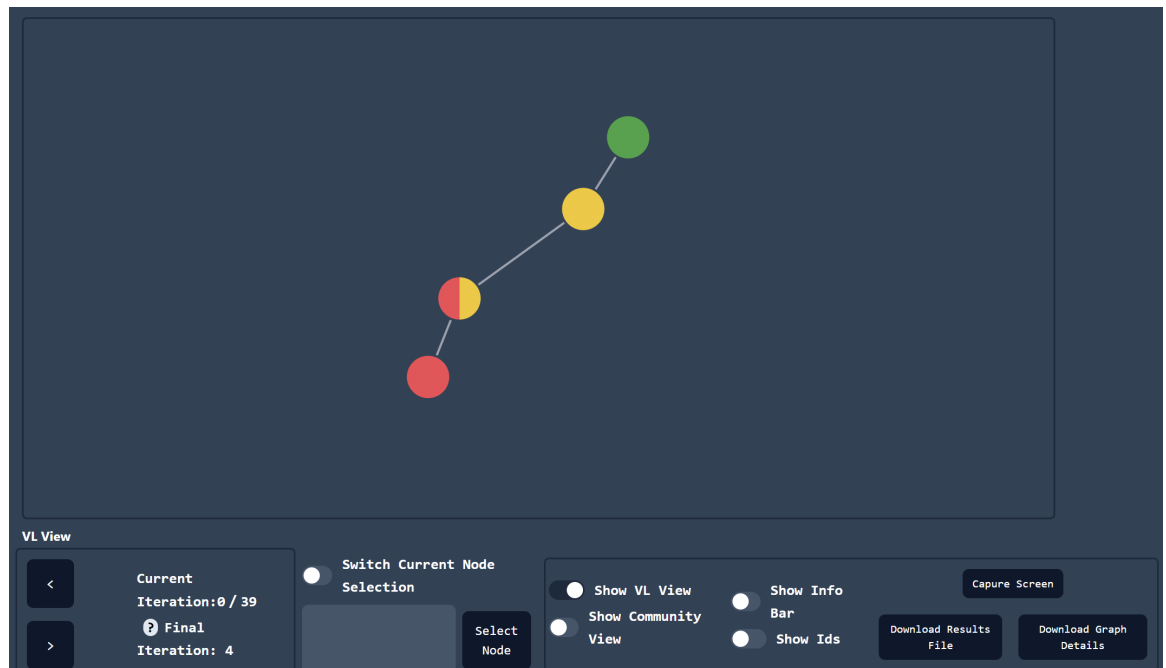 VL View
<
>
Current
Iteration:0 / 39
? Final
Iteration: 4
Switch Current Node
Selection
Select
Node
Show VL View
Show Community
View
Show Info
Bar
Show Ids
Capure Screen
Download Results
File
Download Graph
Details